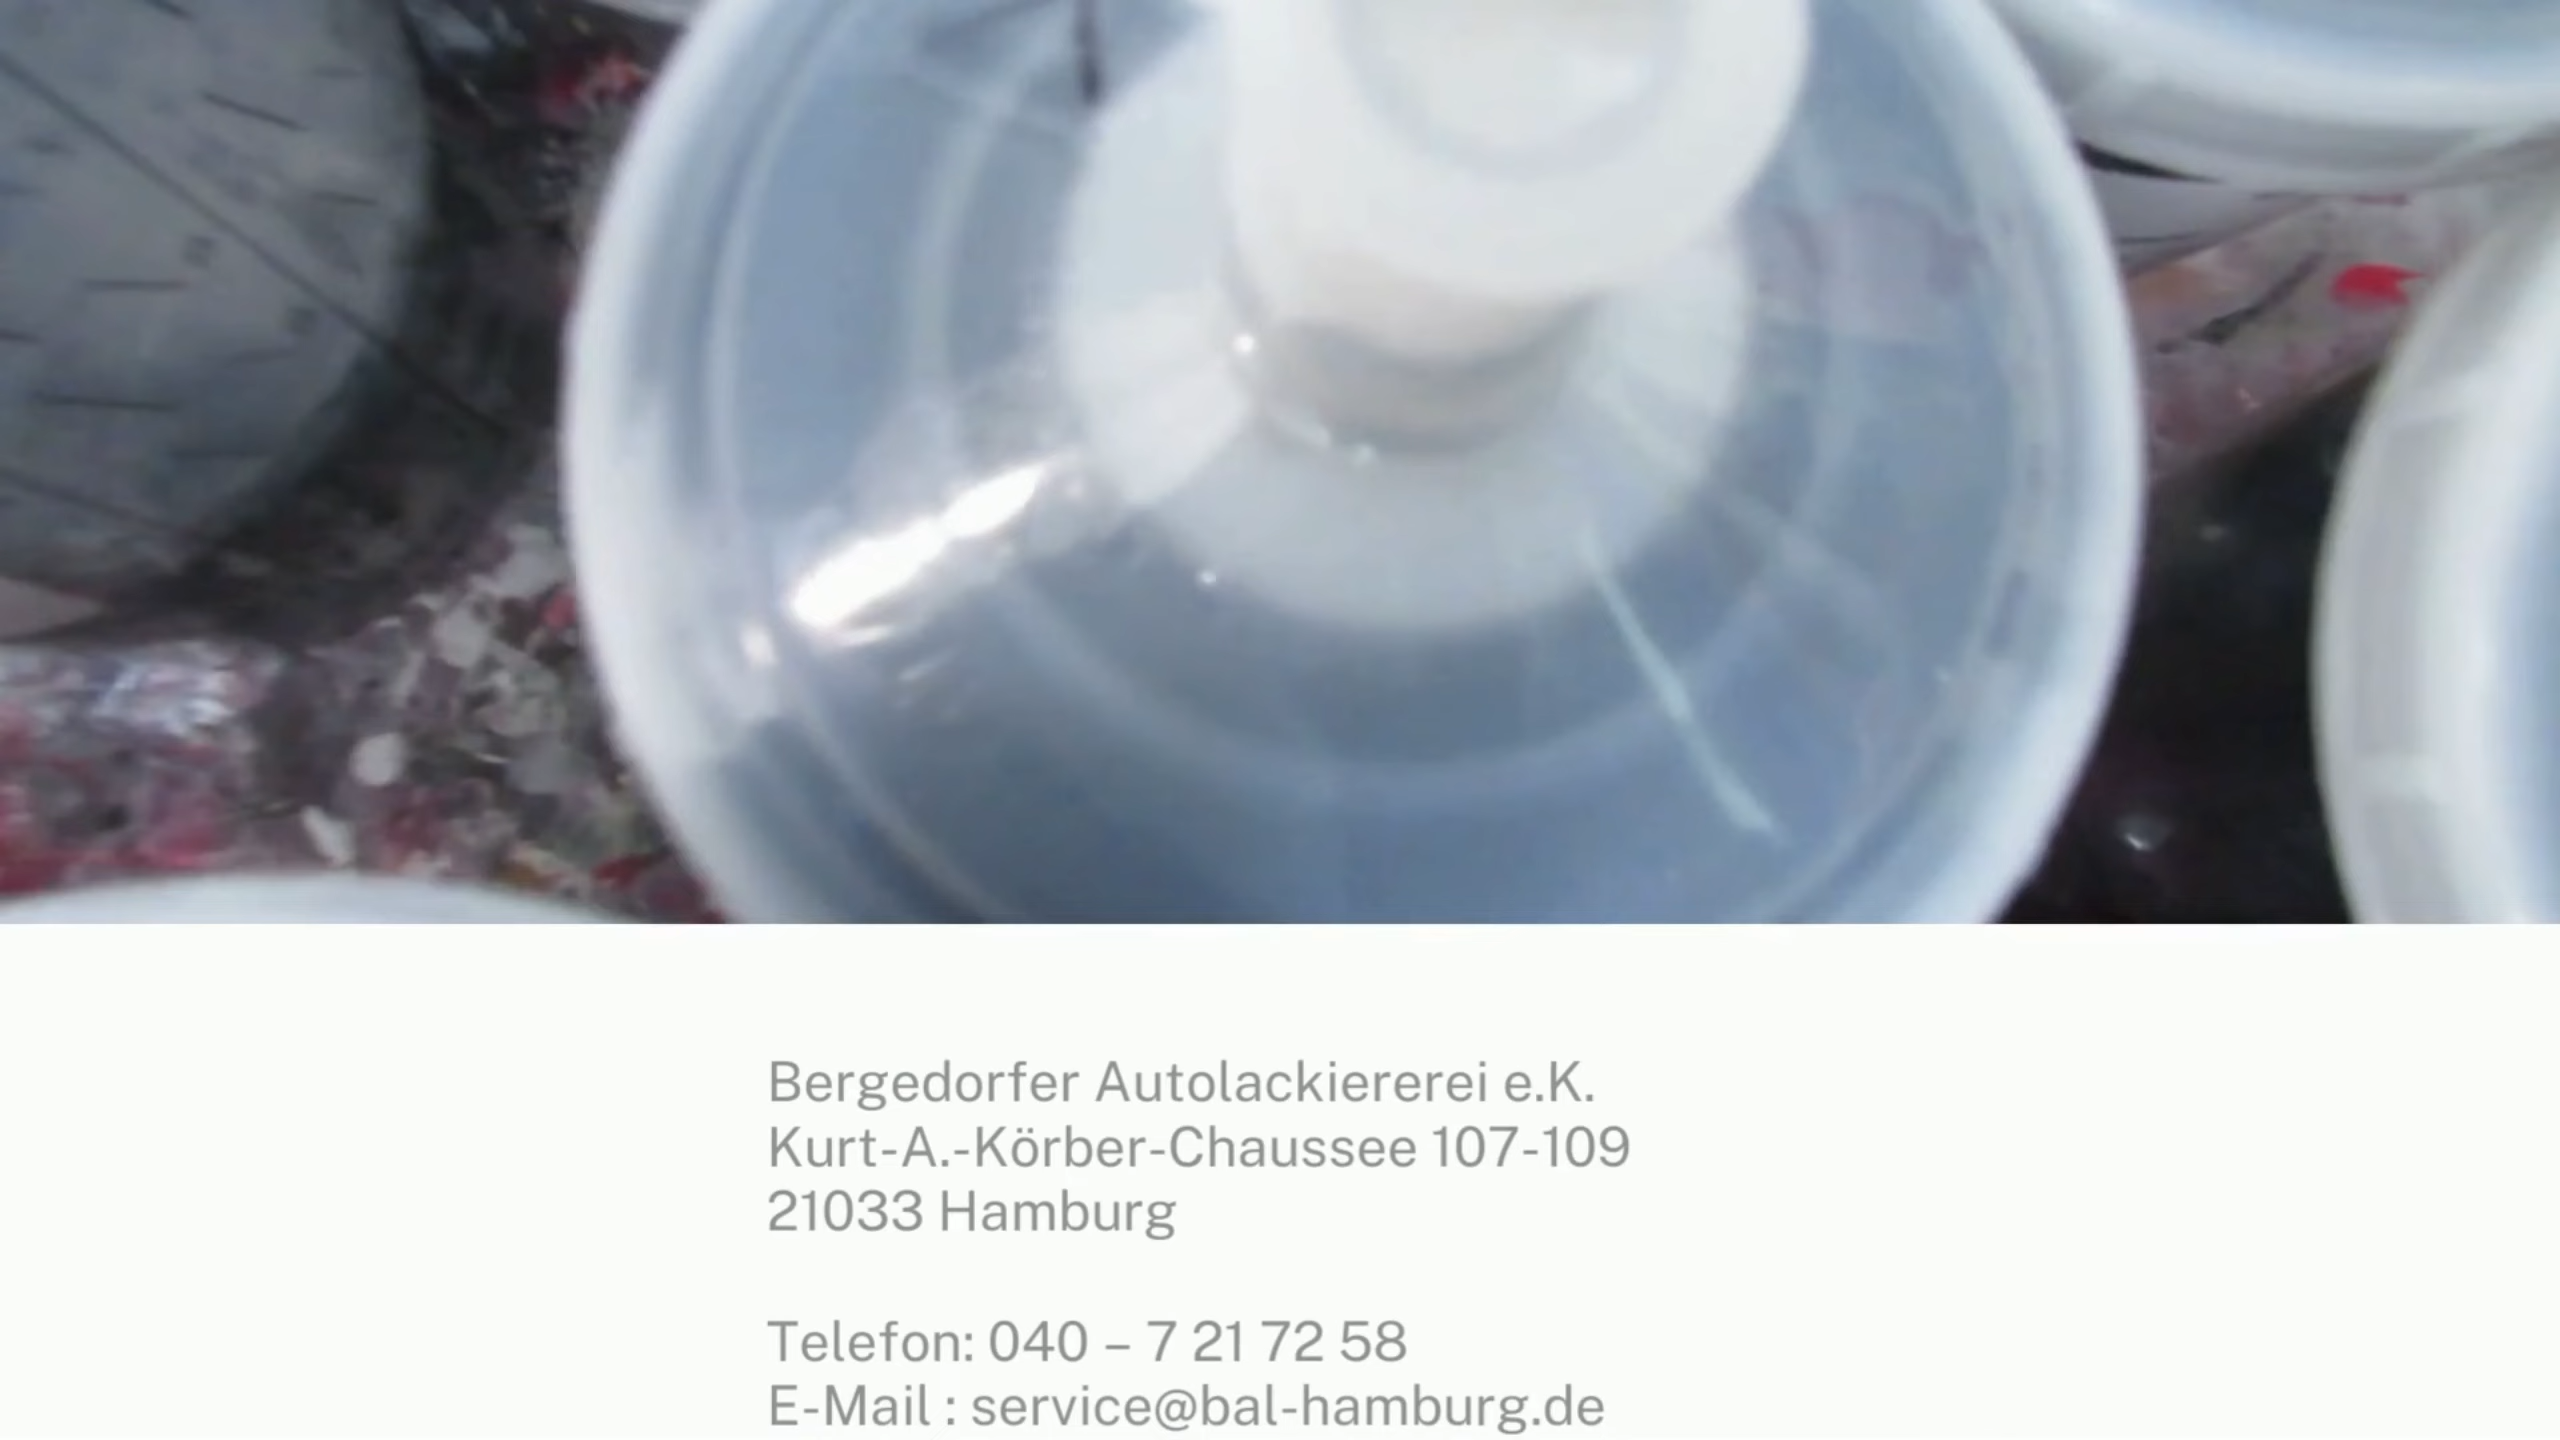 Bergedorfer Autolackiererei e.K.
Kurt-A.-Körber-Chaussee 107-109
21033 Hamburg
Telefon: 040 – 7 21 72 58
E-Mail : service@bal-hamburg.de